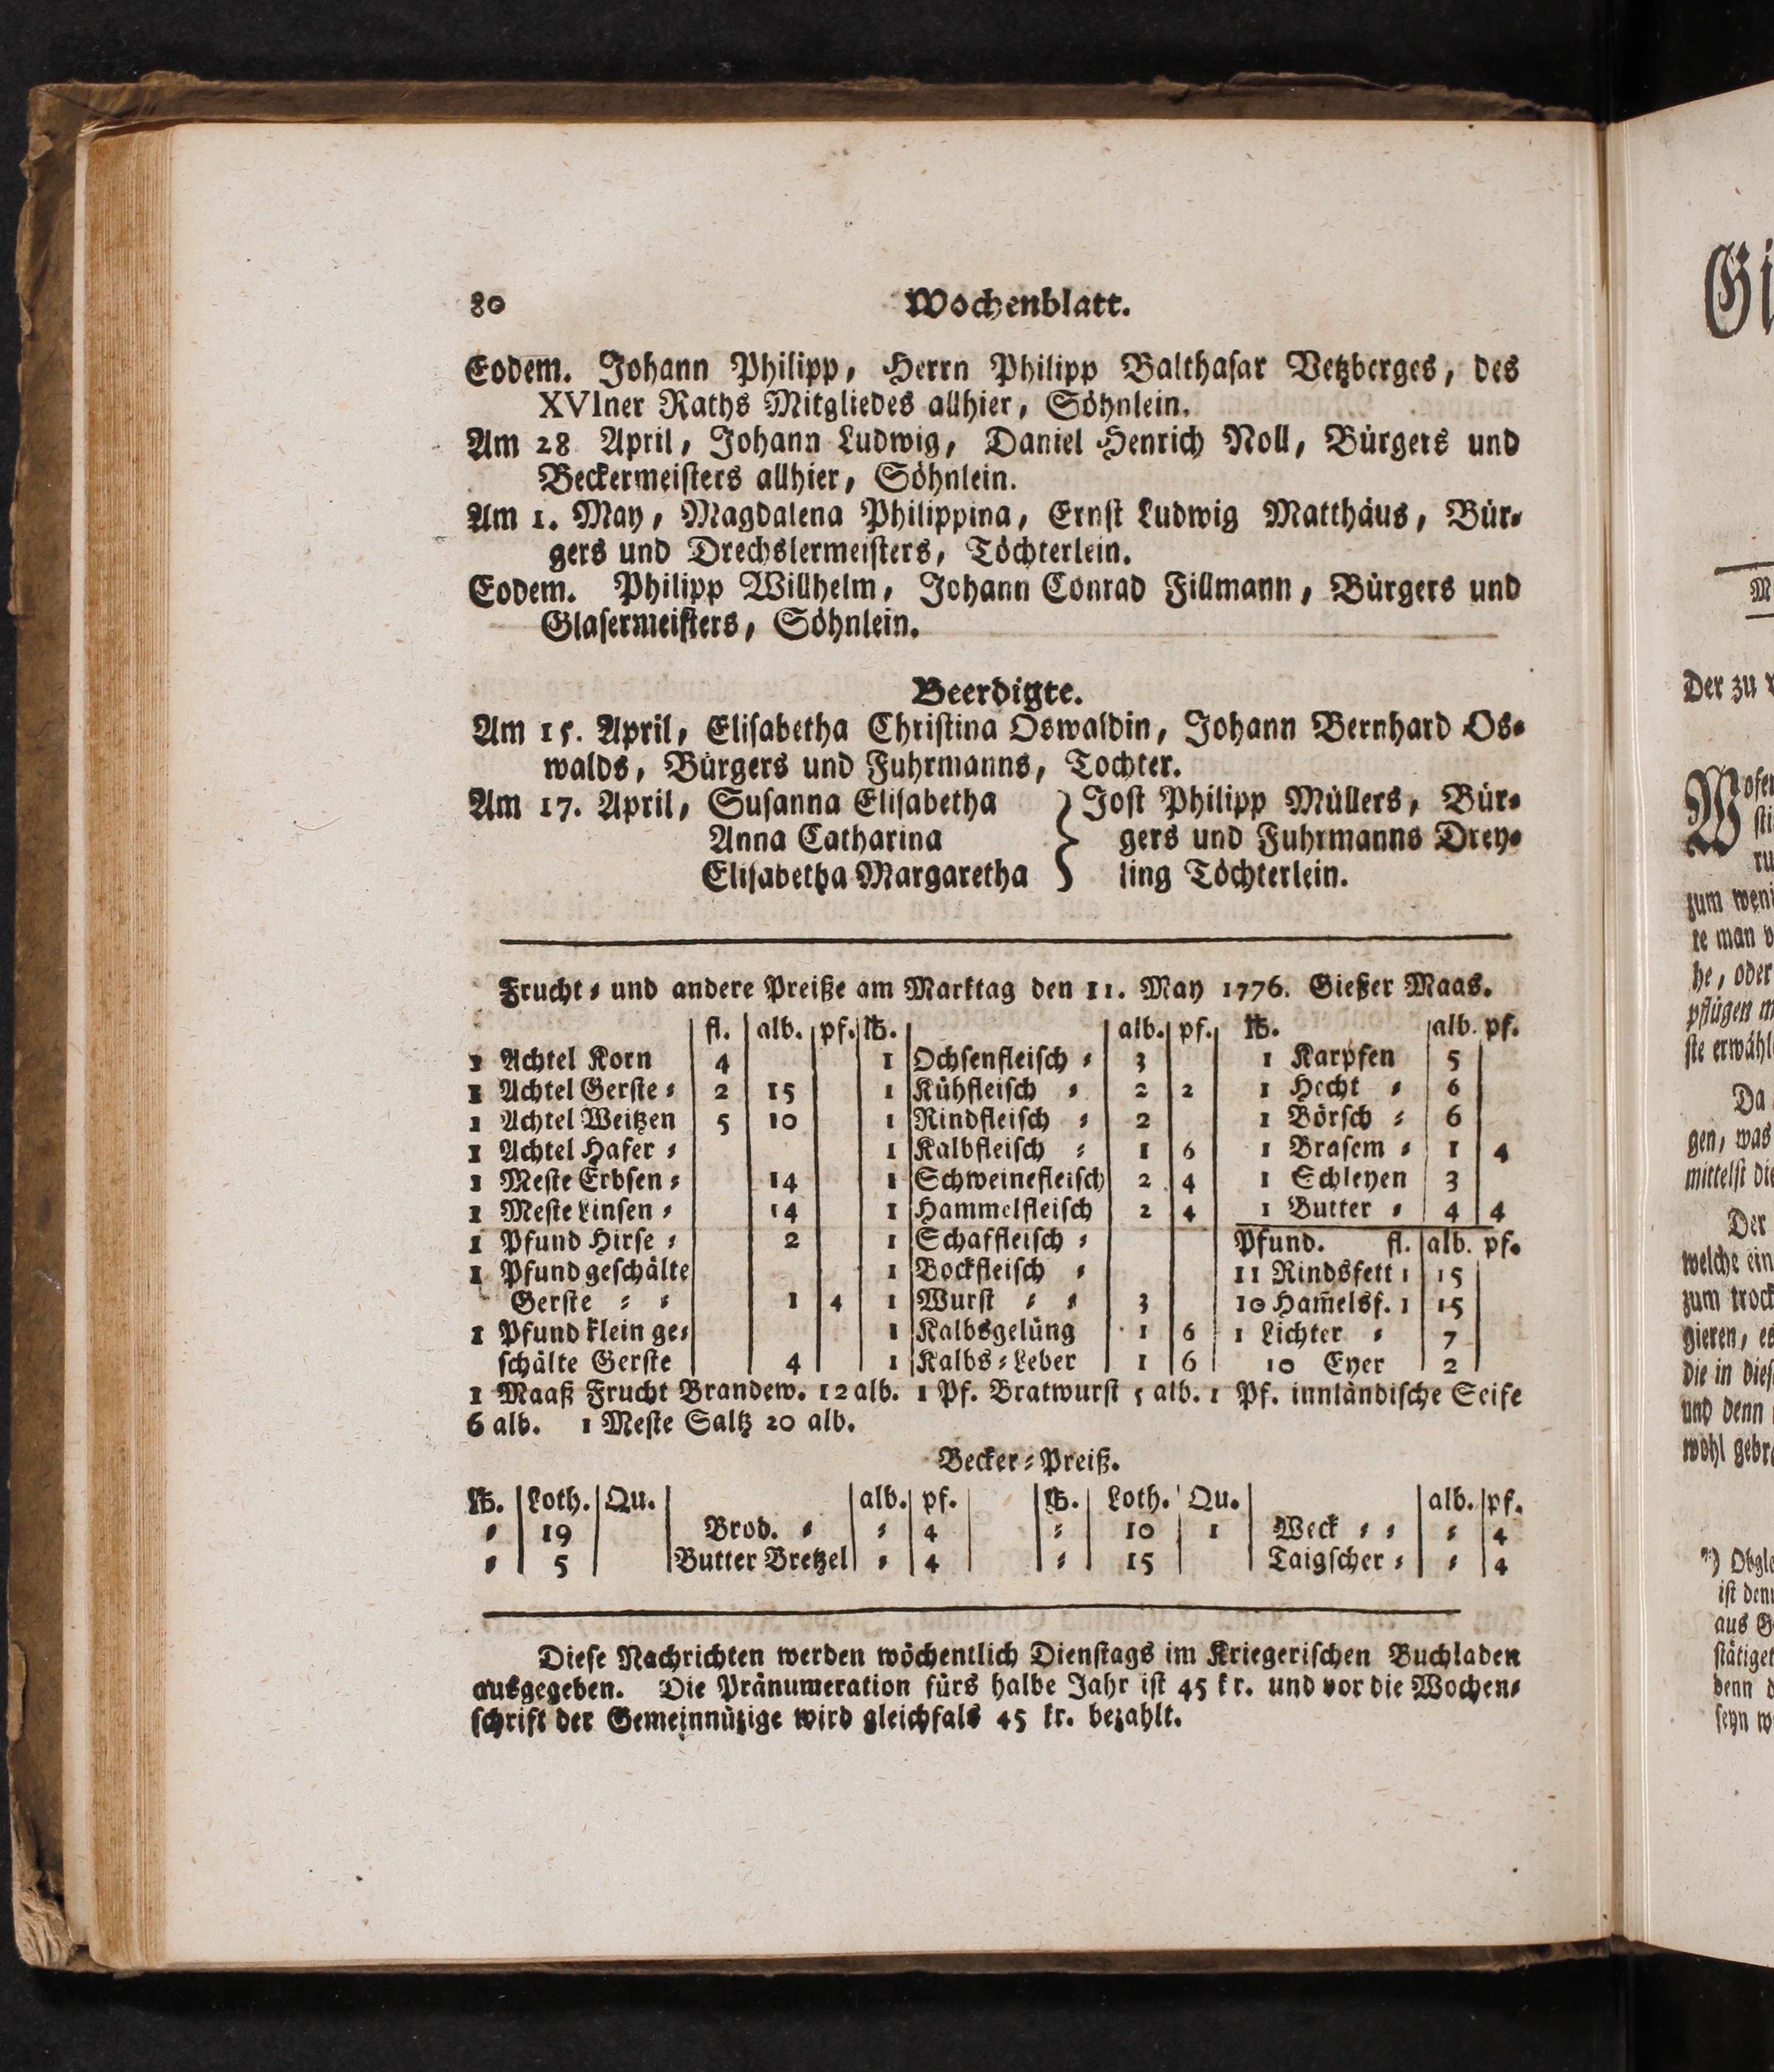 80 Wochenblatt.
Eodem. Johann Philipp, Herrn Philipp Balthasar Vetzberges, des
XVIner Raths Mitgliedes allhier, Söhnlein.
Am 28 April, Johann Ludwig, Daniel Henrich Noll, Bürgers und
Beckermeisters allhier, Söhnlein.
Am 1. May, Magdalena Philippina, Ernst Ludwig Matthäus, Bür-
gers und Drechslermeisters, Töchterlein.
Eodem. Philipp Willhelm, Johann Conrad Fillmann, Bürgers und
Glasermeisters, Söhnlein.
Beerdigte.
Am 15. April, Elisabetha Christina Oswaldin, Johann Bernhard Os-
walds, Bürgers und Fuhrmanns, Tochter.
Am 17. April, Susanna Elisabetha } Jost Philipp Müllers, Bür-
Anna Catharina gers und Fuhrmanns Drey-
Elisabetha Margaretha ling Töchterlein.
Frucht- und andere Preiße am Marktag den 11. May 1776. Gießer Maas.
fl. alb. pf. ℔. alb. pf. ℔. alb. pf.
1 Achtel Korn 4 1 Ochsenfleisch - 3 1 Karpfen 5
1 Achtel Gerste - 2 15 1 Kühfleisch - 2 2 1 Hecht - 6
1 Achtel Weitzen 5 10 1 Rindfleisch - 2 1 Börsch - 6
1 Achtel Hafer - 1 Kalbfleisch - 1 6 1 Brasem - 1 4
1 Meste Erbsen - 14 1 Schweinefleisch 2 4 1 Schleyen 3
1 Meste Linsen - 14 1 Hammelfleisch 2 4 1 Butter - 4 4
1 Pfund Hirse - 2 1 Schaffleisch - Pfund. fl. alb. pf.
1 Pfund geschälte 1 Bockfleisch - 11 Rindsfett 1 15
Gerste - - 1 4 1 Wurst - - 3 10 Ham̄elsf. 1 15
1 Pfund klein ge- 1 Kalbsgelüng 1 6 1 Lichter - 7
schälte Gerste 4 1 Kalbs-Leber 1 6 10 Eyer 2
1 Maaß Frucht Brandew. 12 alb. 1 Pf. Bratwurst 5 alb. 1 Pf. innländische Seife
6 alb. 1 Meste Saltz 20 alb.
Becker-Preiß.
℔. Loth. Qu. alb. pf. ℔. Loth. Qu. alb. pf.
- 19 Brod. - - 4 - 10 1 Weck - - - 4
- 5 Butter Bretzel - 4 - 15 Taigscher - - 4
Diese Nachrichten werden wöchentlich Dienstags im Kriegerischen Buchladen
ausgegeben. Die Pränumeration fürs halbe Jahr ist 45 kr. und vor die Wochen-
schrift der Gemeinnüzige wird gleichfals 45 kr. bezahlt.